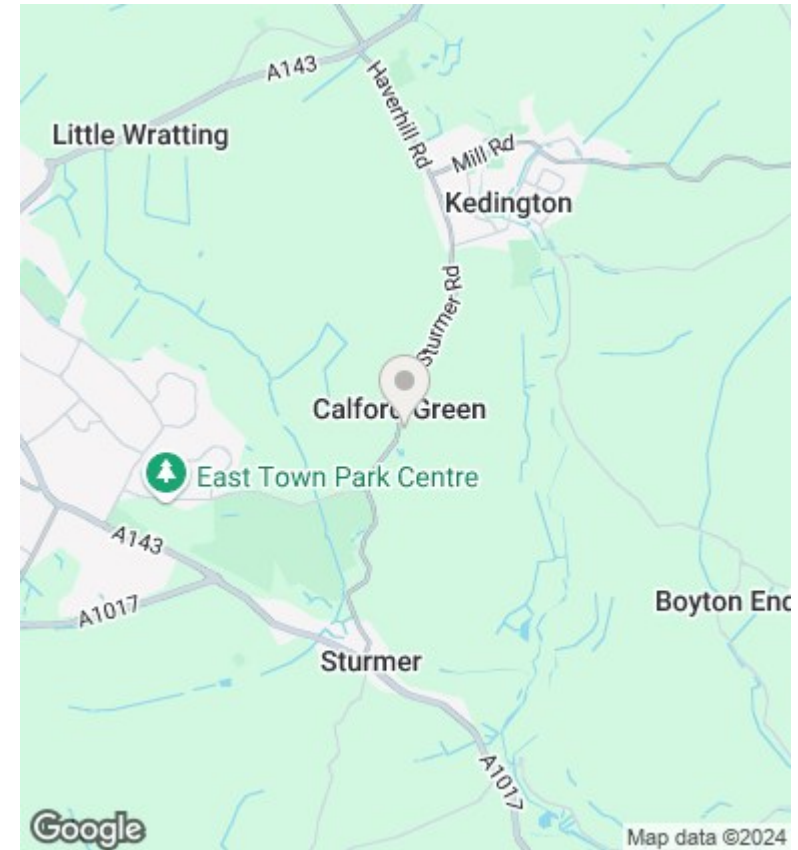 A143
Haverhill Rd
Little Wratting
Mill Rd
Kedington
Sturmer Rd
Calford Green
East Town Park Centre
A143
A1017
Boyton End
Sturmer
A1017
Google
Map data ©2024